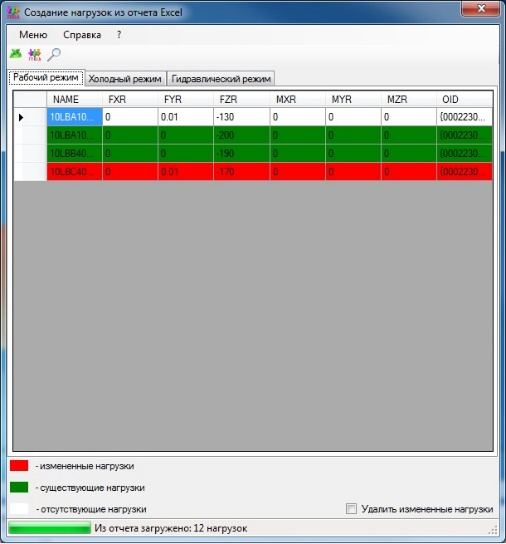 Создание нагрузок из отчета Excel
Меню Справка ?
Рабочий режим Холодный режим Гидравлический режим
NAME FXR FYR FZR MXR MYR MZR OID
10LBA10... 0 0.01 -130 0 0 0 {0002230...
10LBA10... 0 0 -200 0 0 0 {0002230...
10LBB40... 0 0 -190 0 0 0 {0002230...
10LBC40... 0 0.01 -170 0 0 0 {0002230...
- измененные нагрузки
- существующие нагрузки
- отсутствующие нагрузки Удалить измененные нагрузки
Из отчета загружено: 12 нагрузок